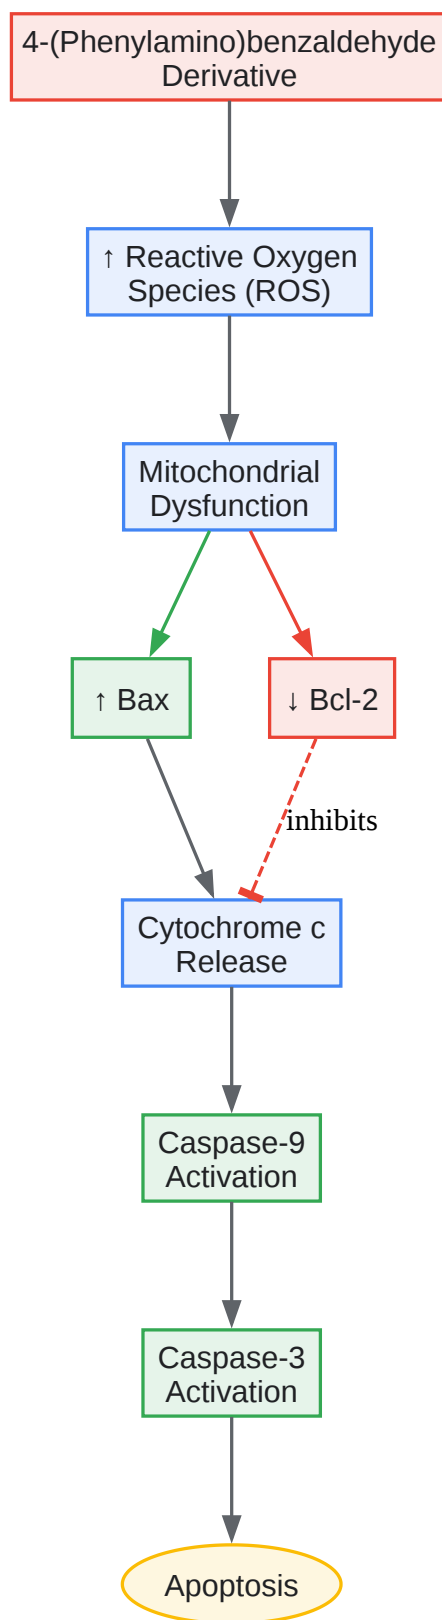 4-(Phenylamino)benzaldehyde
Derivative
↑ Reactive Oxygen
Species (ROS)
Mitochondrial
Dysfunction
↑ Bax
↓ Bcl-2
inhibits
Cytochrome c
Release
Caspase-9
Activation
Caspase-3
Activation
Apoptosis